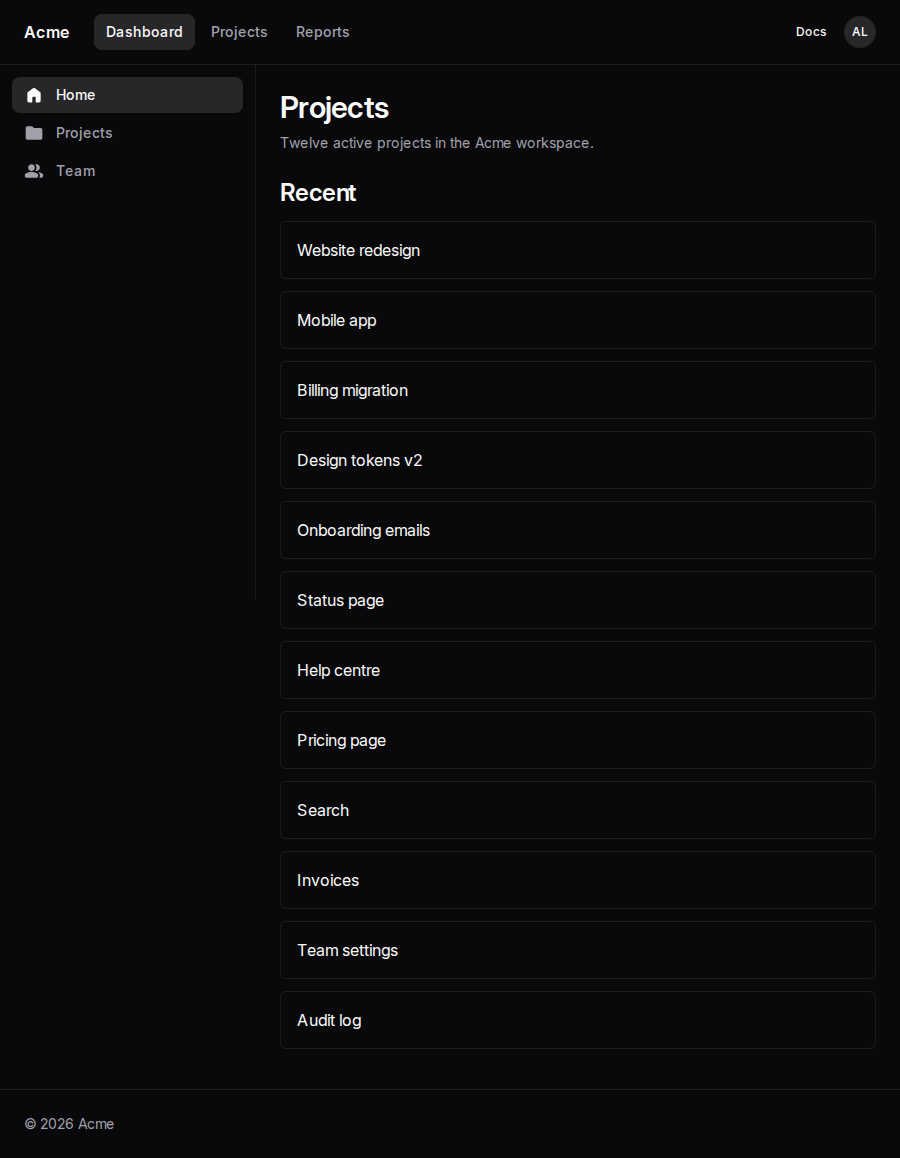 Acme
Dashboard
Projects
Reports
Docs
AL
Home
Projects
Team
Projects
Twelve active projects in the Acme workspace.
Recent
Website redesign
Mobile app
Billing migration
Design tokens v2
Onboarding emails
Status page
Help centre
Pricing page
Search
Invoices
Team settings
Audit log
© 2026 Acme